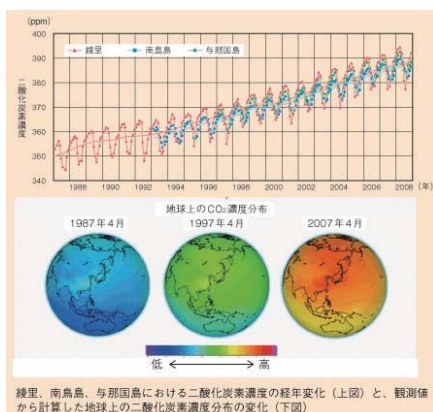 (ppm)
400
390
380
370
360
350
340
二酸化炭素濃度
綾里 南鳥島 与那国島
1988 1990 1992 1994 1996 1998 2000 2002 2004 2006 2008 (年)
地球上のCO₂濃度分布
1987年4月 1997年4月 2007年4月
低 高
綾里、南鳥島、与那国島における二酸化炭素濃度の経年変化（上図）と、観測値
から計算した地球上の二酸化炭素濃度分布の変化（下図）